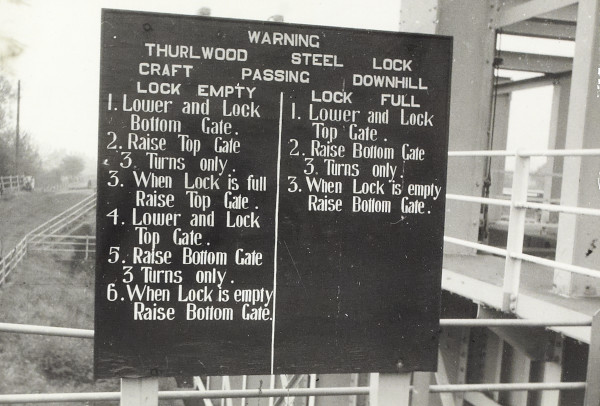 WARNING
THURLWOOD STEEL LOCK
CRAFT PASSING DOWNHILL
LOCK EMPTY
1. Lower and Lock
Bottom Gate.
2. Raise Top Gate
3. Turns only.
3. When Lock is full
Raise Top Gate.
4. Lower and Lock
Top Gate.
5. Raise Bottom Gate
3 Turns only.
6. When Lock is empty
Raise Bottom Gate.
LOCK FULL
1. Lower and Lock
Top Gate.
2. Raise Bottom Gate
3. Turns only.
3. When Lock is empty
Raise Bottom Gate.